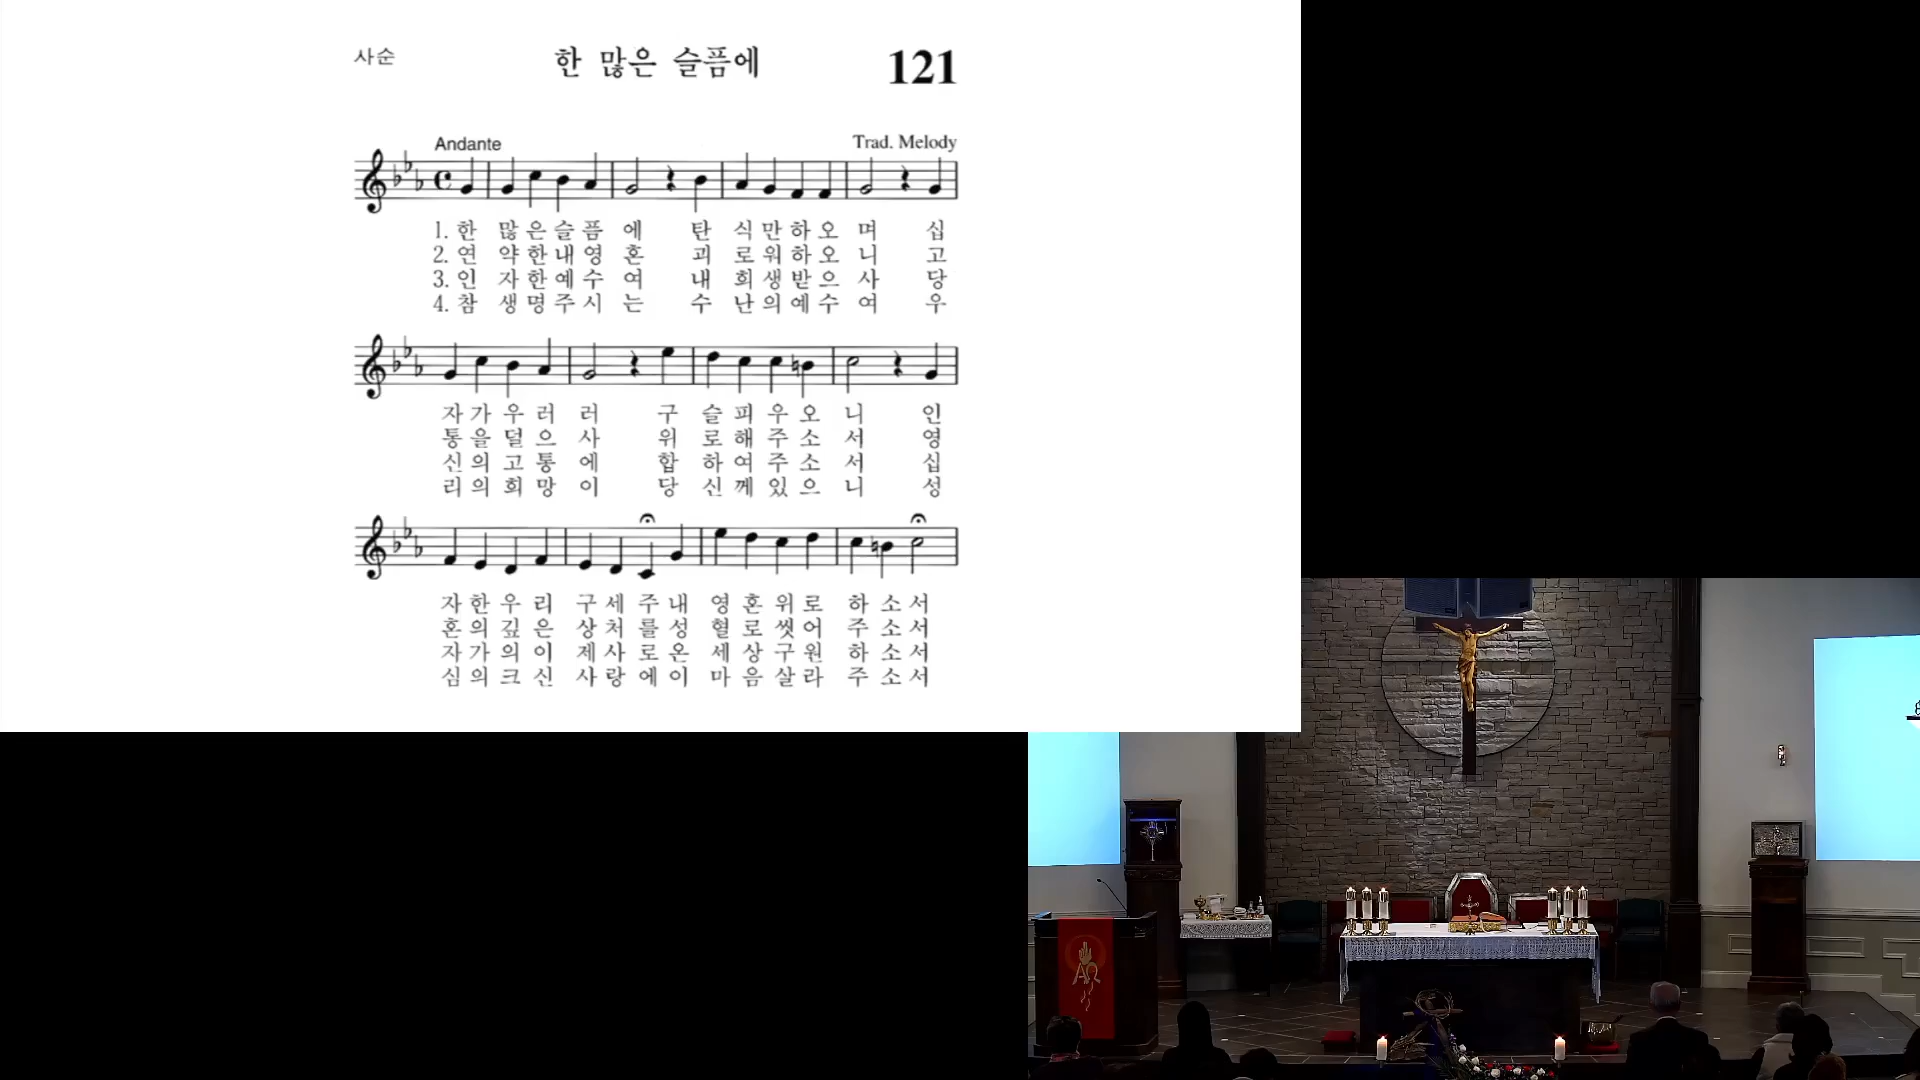 사순
한 많은 슬픔에
121
Andante
Trad. Melody
1. 한 많은슬픔에 탄식만하오며 십
2. 연 약한내영혼 괴로워하오니 고
3. 인 자한예수여 내희생받으사 당
4. 참 생명주시는 수난의예수여 우
자가우러러 구슬피우오니 인
통을덜으사 위로해주소서 영
신의고통에 합하여주소서 십
리의희망이 당신께있으니 성
자한우리 구세주내 영혼위로 하소서
혼의깊은 상처를성 혈로씻어 주소서
자가의이 제사로온 세상구원 하소서
심의크신 사랑에이 마음살라 주소서
ΑΩ